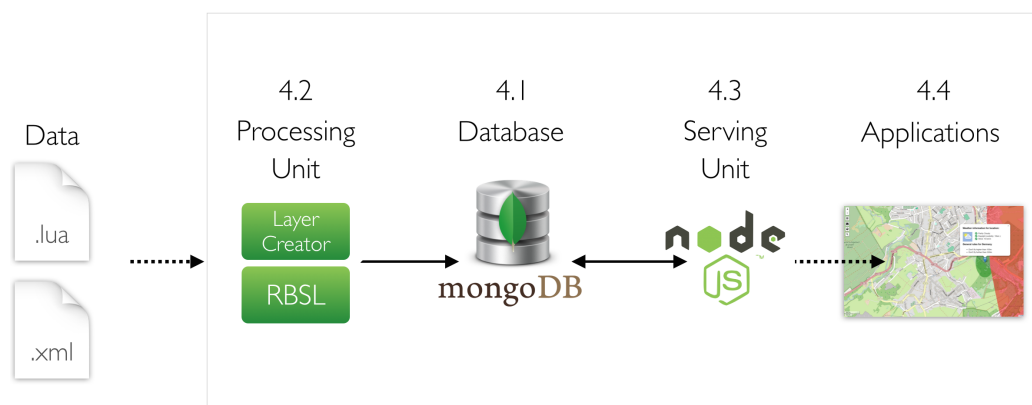 Data
.lua
.xml
4.2
Processing
Unit
Layer
Creator
RBSL
4.1
Database
mongoDB
4.3
Serving
Unit
node
JS
™
4.4
Applications